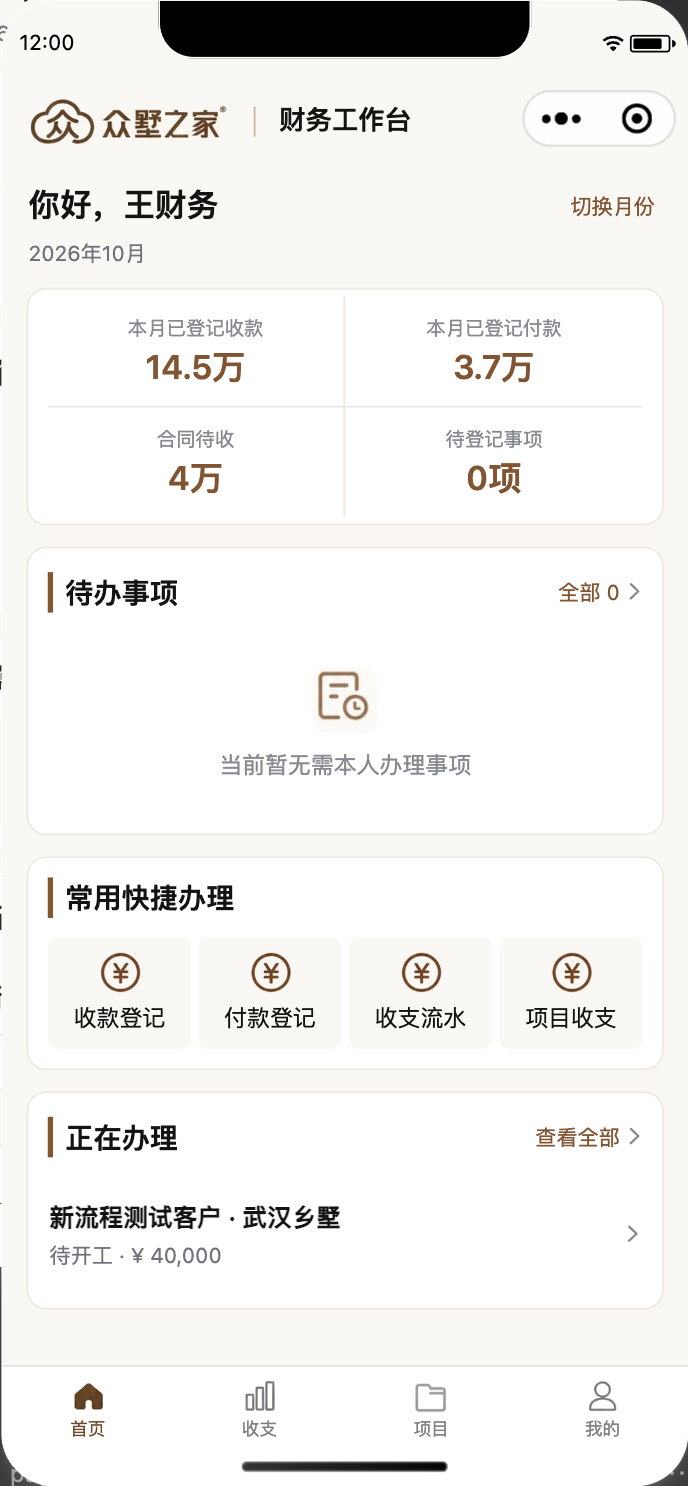 12:00
众墅之家® | 财务工作台
你好，王财务
切换月份
2026年10月
本月已登记收款
本月已登记付款
14.5万
3.7万
合同待收
待登记事项
4万
0项
待办事项
全部 0
当前暂无需本人办理事项
常用快捷办理
收款登记
付款登记
收支流水
项目收支
正在办理
查看全部
新流程测试客户 · 武汉乡墅
待开工 · ¥ 40,000
首页
收支
项目
我的